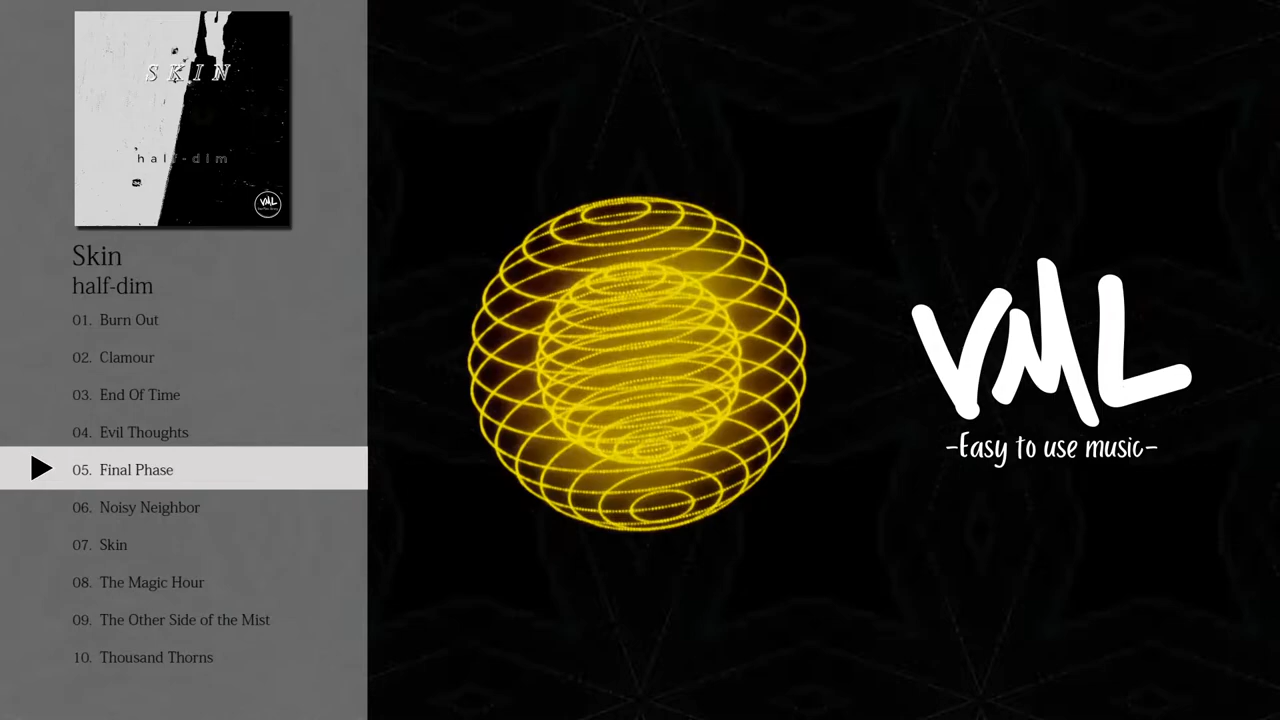 SKIN
half-dim
VML
Skin
half-dim
01. Burn Out
02. Clamour
03. End Of Time
04. Evil Thoughts
05. Final Phase
06. Noisy Neighbor
07. Skin
08. The Magic Hour
09. The Other Side of the Mist
10. Thousand Thorns
VML
-Easy to use music-